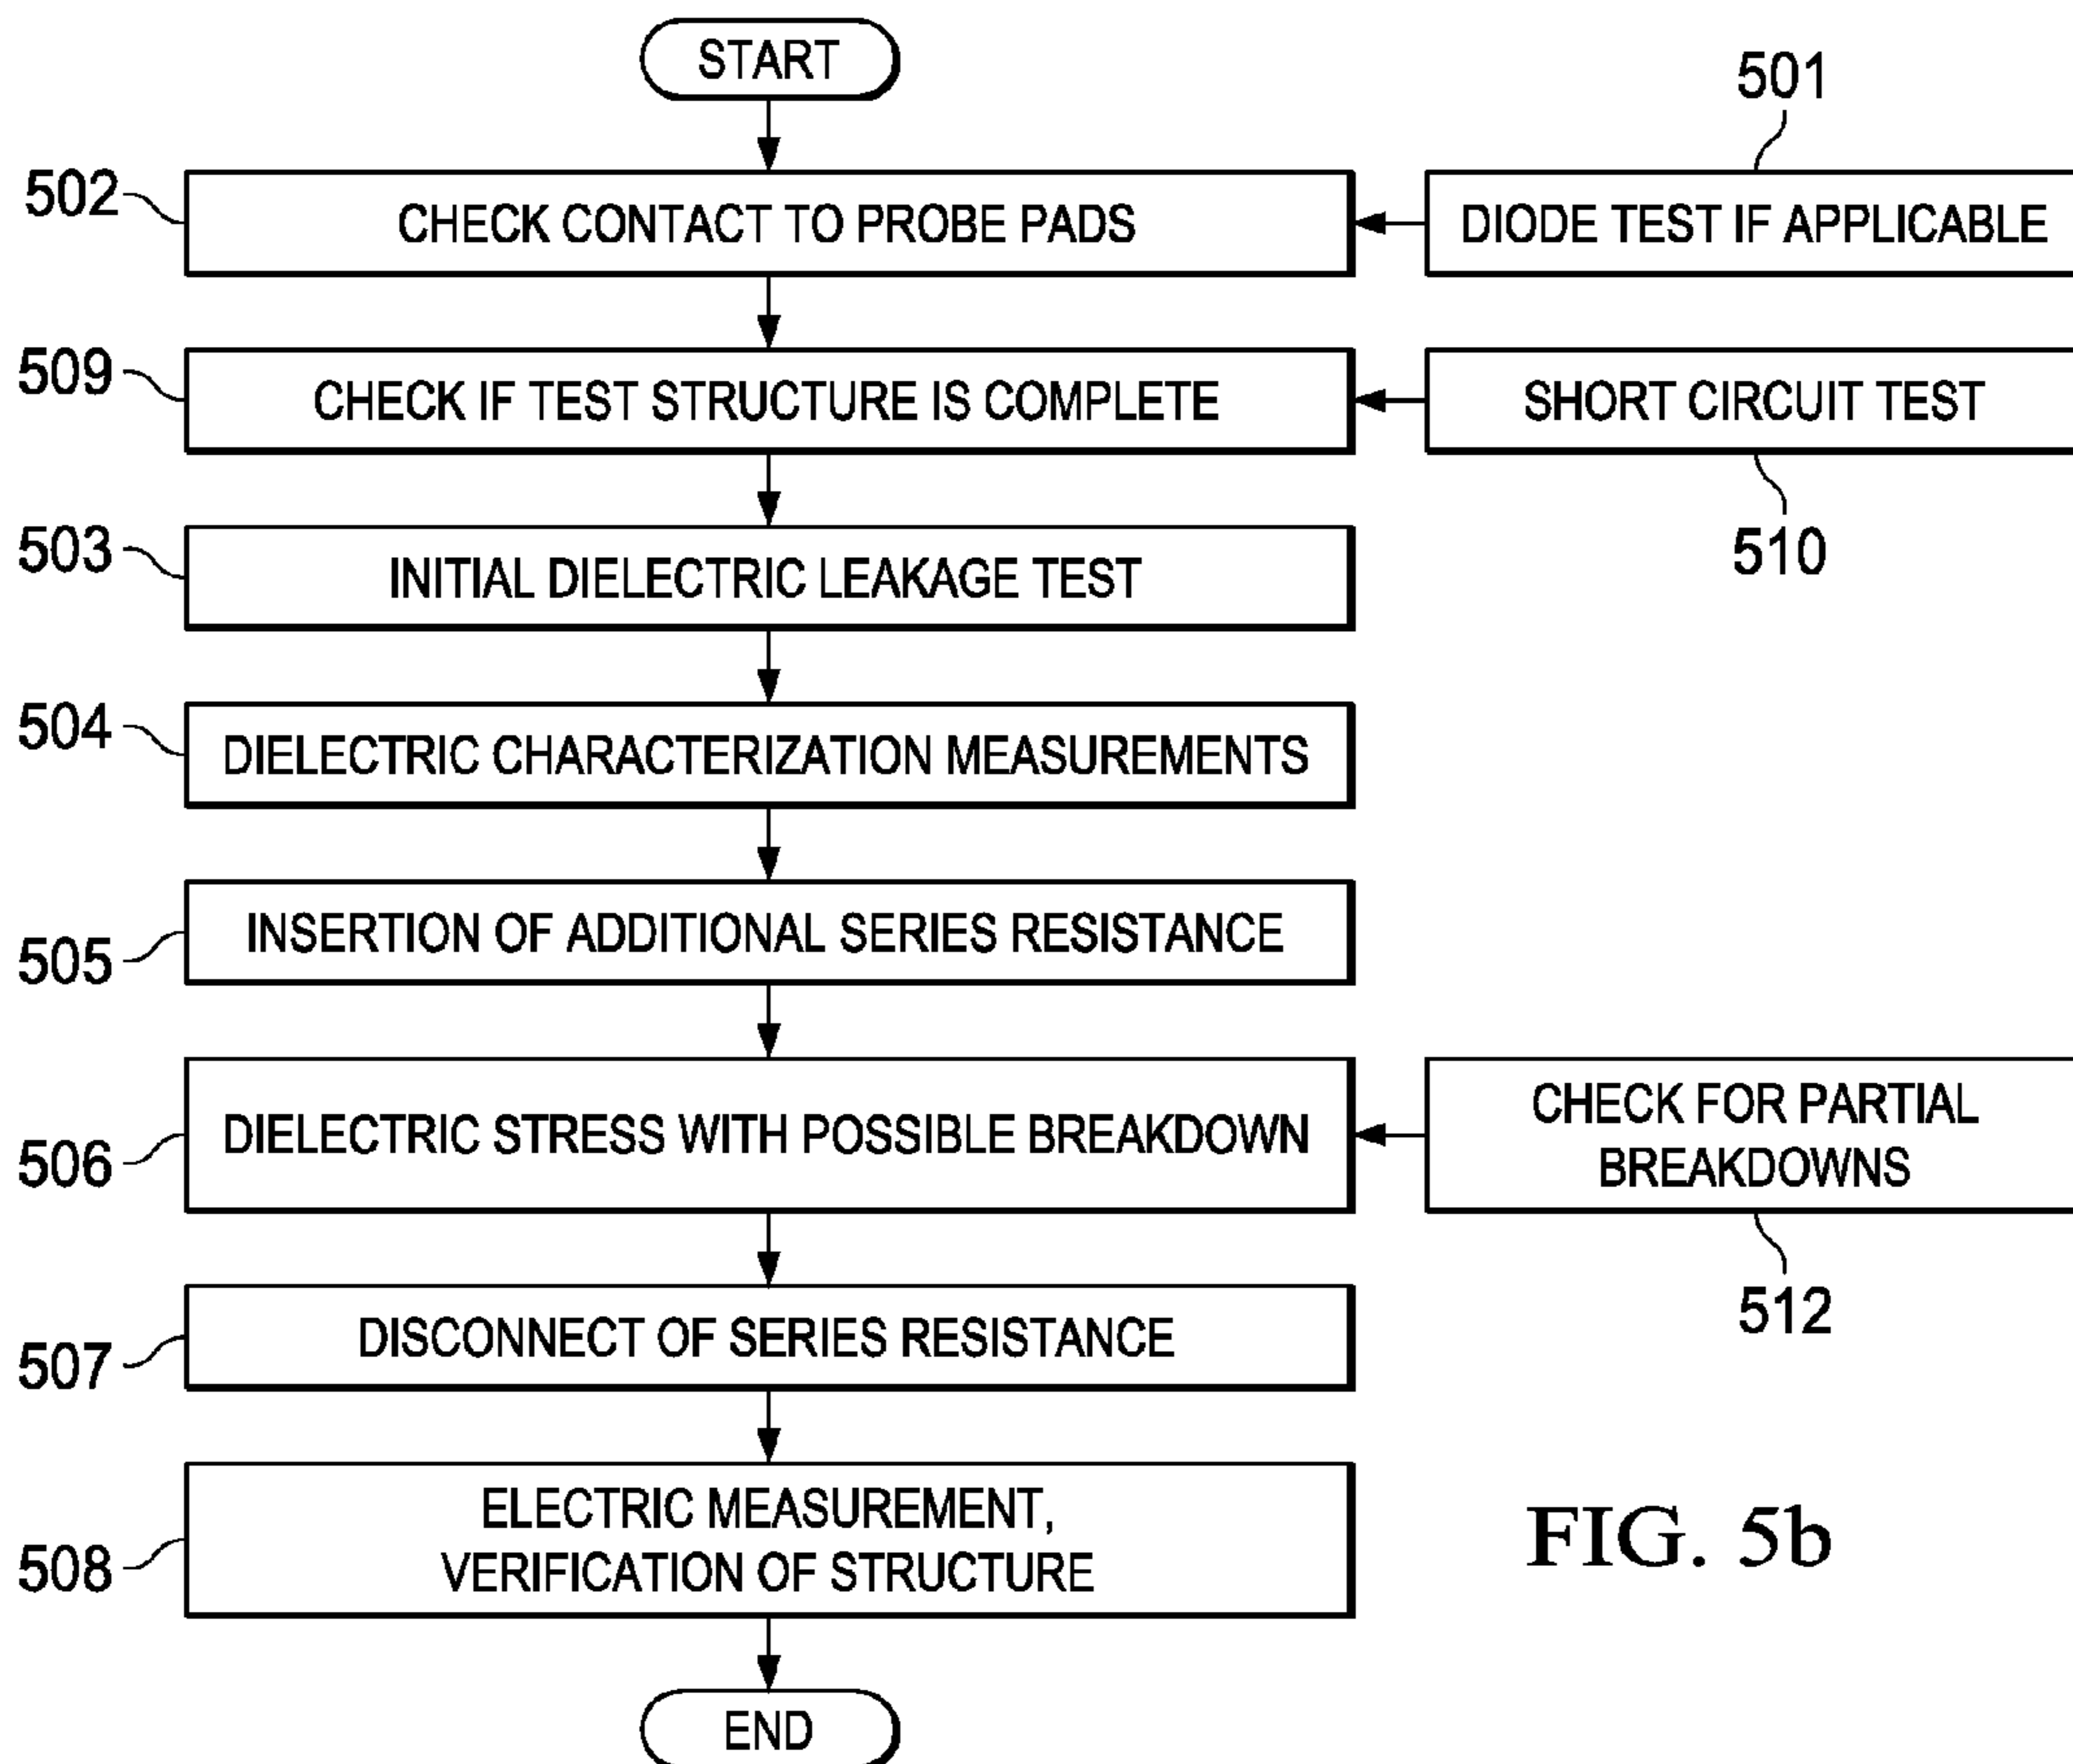 START
501
502
CHECK CONTACT TO PROBE PADS
DIODE TEST IF APPLICABLE
509
CHECK IF TEST STRUCTURE IS COMPLETE
SHORT CIRCUIT TEST
510
503
INITIAL DIELECTRIC LEAKAGE TEST
504
DIELECTRIC CHARACTERIZATION MEASUREMENTS
505
INSERTION OF ADDITIONAL SERIES RESISTANCE
506
DIELECTRIC STRESS WITH POSSIBLE BREAKDOWN
CHECK FOR PARTIAL
BREAKDOWNS
512
507
DISCONNECT OF SERIES RESISTANCE
508
ELECTRIC MEASUREMENT,
VERIFICATION OF STRUCTURE
FIG. 5b
END